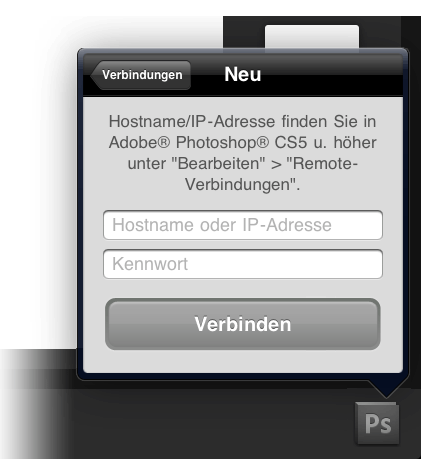 Verbindungen
Neu
Hostname/IP-Adresse finden Sie in
Adobe® Photoshop® CS5 u. höher
unter "Bearbeiten" > "Remote-
Verbindungen".
Hostname oder IP-Adresse
Kennwort
Verbinden
Ps